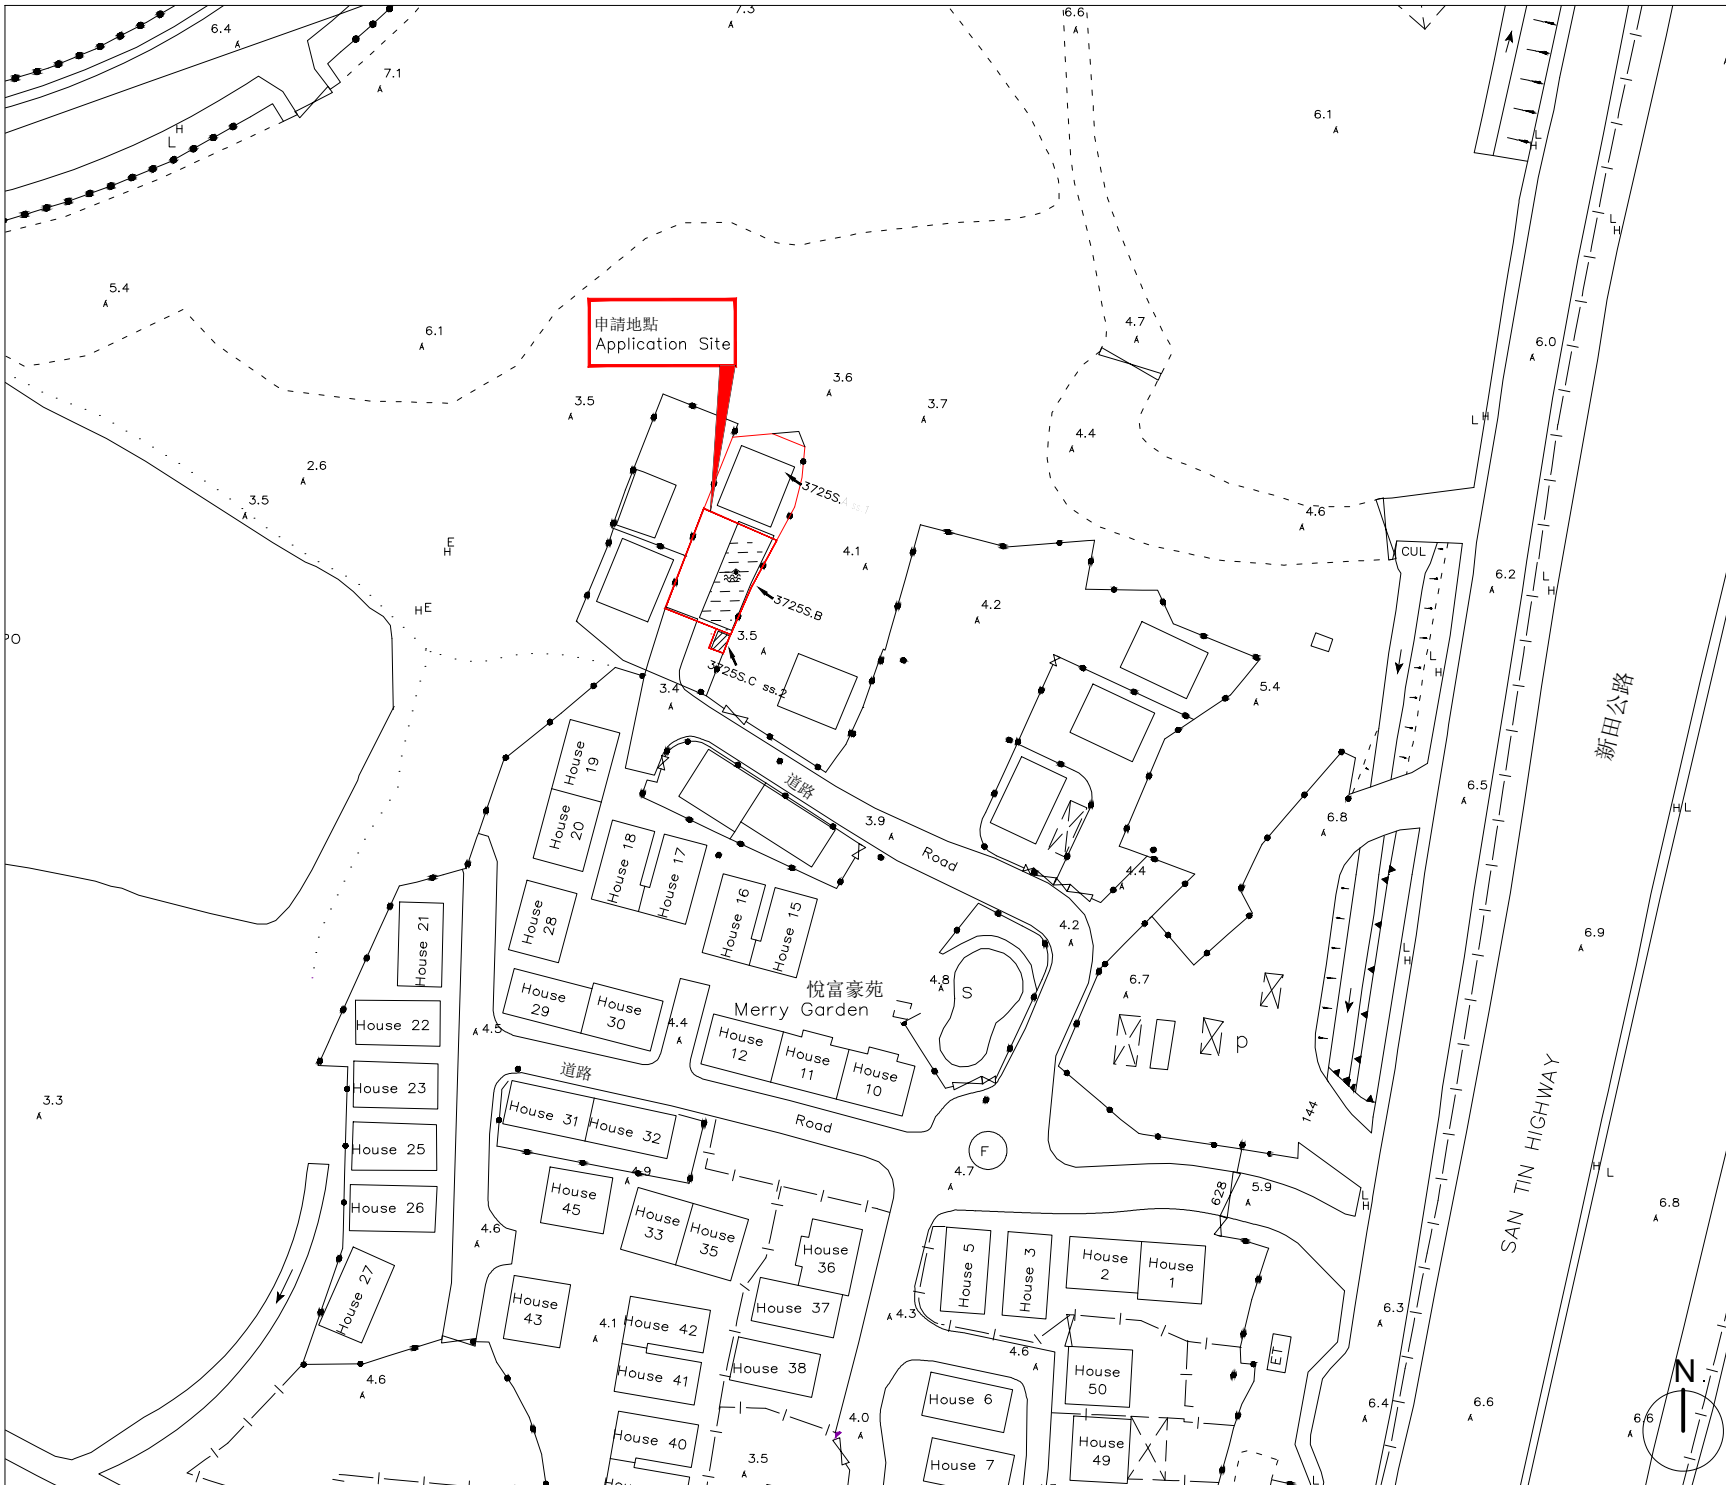 7.3
6.6
6.4
7.1
6.1
H
L
L
H
L
H
5.4
6.1
4.7
6.0
申請地點
Application Site
3.6
3.5
3.7
4.4
L H
2.6
3.5
3725S.
4.6
4.1
E
H
CUL
6.2
L
H
H E
3725S.B
4.2
3.5
PO
L
H
3725S.C ss.2
3.4
5.4
新田公路
House 19
House 20
道路
3.9
6.5
H L
6.8
House 18
House 17
Road
4.4
House 16
House 15
House 28
House 21
4.2
6.9
L
H
4.8
S
6.7
悅富豪苑
Merry Garden
House 29
House 30
4.5
4.4
House 22
House 12
House 11
House 10
P
道路
House 23
3.3
House 31
House 32
Road
144
SAN TIN HIGHWAY
House 25
F
4.9
4.7
H L
House 26
House 45
628
5.9
L
H
6.8
House 33
House 35
4.6
House 36
House 5
House 3
House 2
House 1
House 27
House 43
House 37
4.3
6.3
4.1
House 42
4.6
ET
House 38
House 41
House 50
N
4.6
House 6
6.4
6.6
6.6
4.0
House 40
House 49
3.5
House 7
L